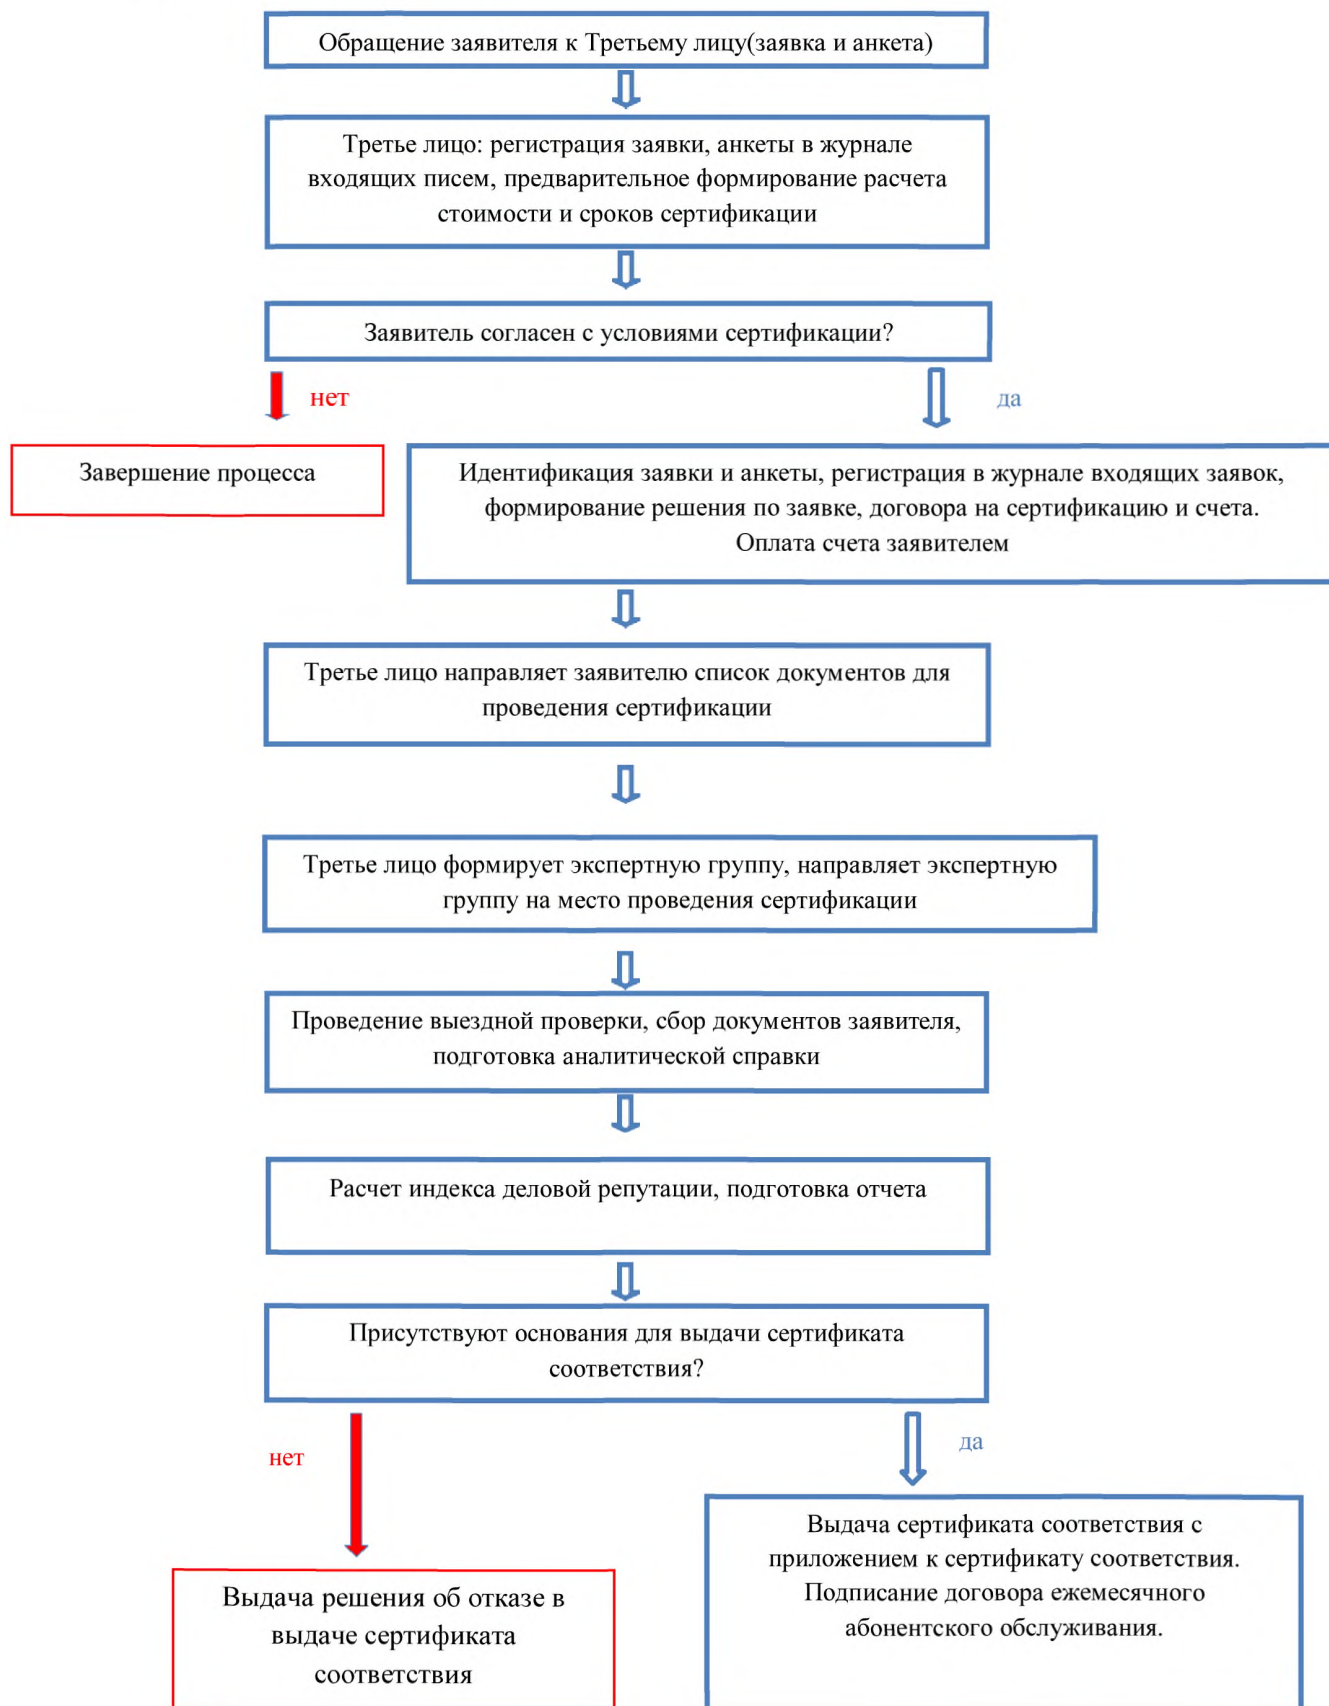 Обращение заявителя к Третьему лицу(заявка и анкета)
Третье лицо: регистрация заявки, анкеты в журнале
входящих писем, предварительное формирование расчета
стоимости и сроков сертификации
Заявитель согласен с условиями сертификации?
нет
да
Завершение процесса
Идентификация заявки и анкеты, регистрация в журнале входящих заявок,
формирование решения по заявке, договора на сертификацию и счета.
Оплата счета заявителем
Третье лицо направляет заявителю список документов для
проведения сертификации
Третье лицо формирует экспертную группу, направляет экспертную
группу на место проведения сертификации
Проведение выездной проверки, сбор документов заявителя,
подготовка аналитической справки
Расчет индекса деловой репутации, подготовка отчета
Присутствуют основания для выдачи сертификата
соответствия?
нет
да
Выдача решения об отказе в
выдаче сертификата
соответствия
Выдача сертификата соответствия с
приложением к сертификату соответствия.
Подписание договора ежемесячного
абонентского обслуживания.